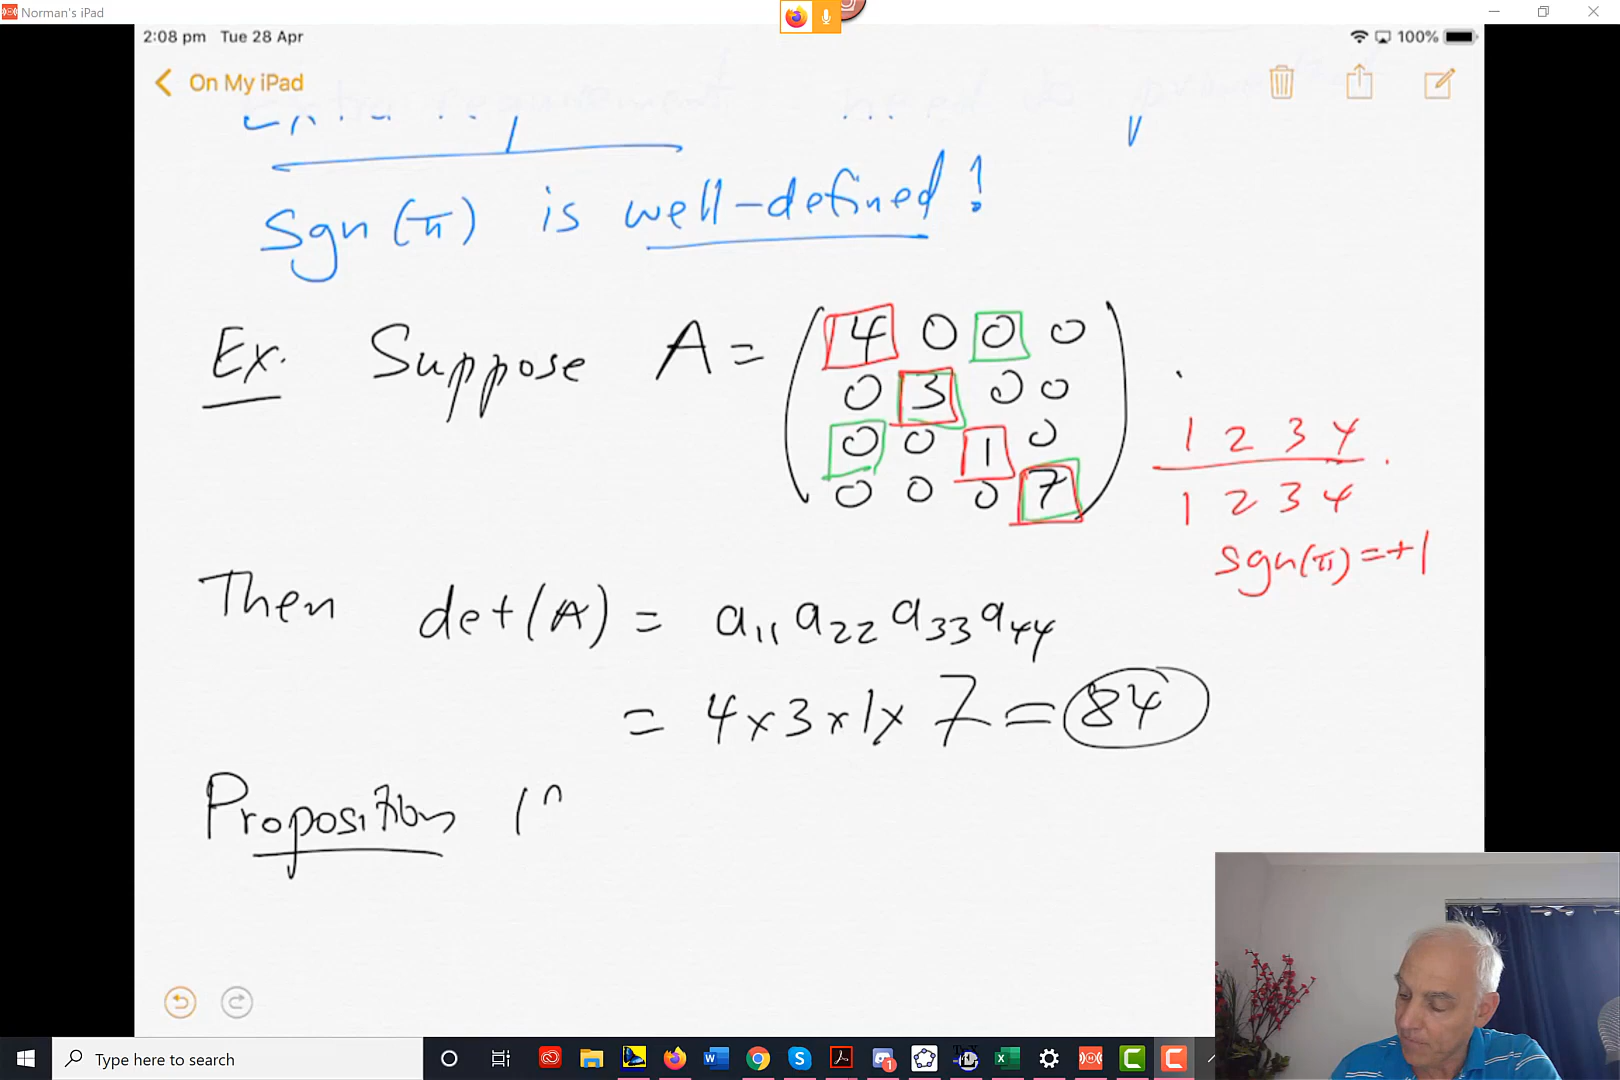 Norman's iPad
2:08 pm Tue 28 Apr
100%
On My iPad
Sgn(π) is well-defined!
Ex. Suppose A = ( 4 0 0 0
0 3 0 0
0 0 1 0
0 0 0 7 ) .
1 2 3 4
1 2 3 4
sgn(π)=+1
Then det(A) = a₁₁ a₂₂ a₃₃ a₄₄
= 4 x 3 x 1 x 7 = 84
Proposition
Type here to search